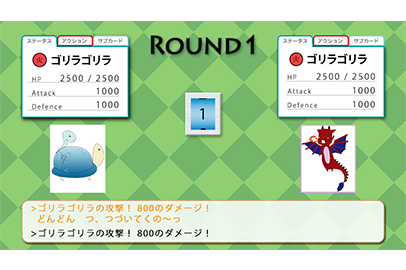 ROUND 1
ステータス アクション サブカード
火 ゴリラゴリラ
HP 2500 / 2500
Attack 1000
Defence 1000
1
ステータス アクション サブカード
火 ゴリラゴリラ
HP 2500 / 2500
Attack 1000
Defence 1000
>ゴリラゴリラの攻撃! 800のダメージ!
どんどん つ、つづいてくの〜っ
>ゴリラゴリラの攻撃! 800のダメージ!